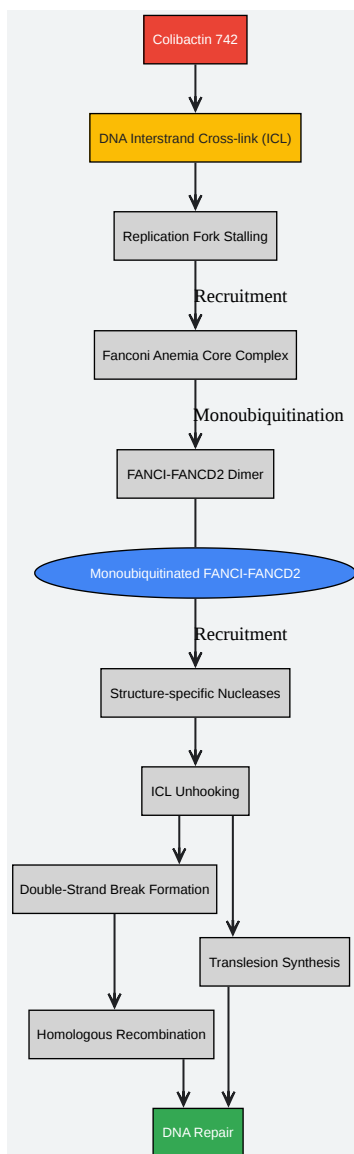 Colibactin 742
DNA Interstrand Cross-link (ICL)
Replication Fork Stalling
Recruitment
Fanconi Anemia Core Complex
Monoubiquitination
FANCI-FANCD2 Dimer
Monoubiquitinated FANCI-FANCD2
Recruitment
Structure-specific Nucleases
ICL Unhooking
Double-Strand Break Formation
Translesion Synthesis
Homologous Recombination
DNA Repair